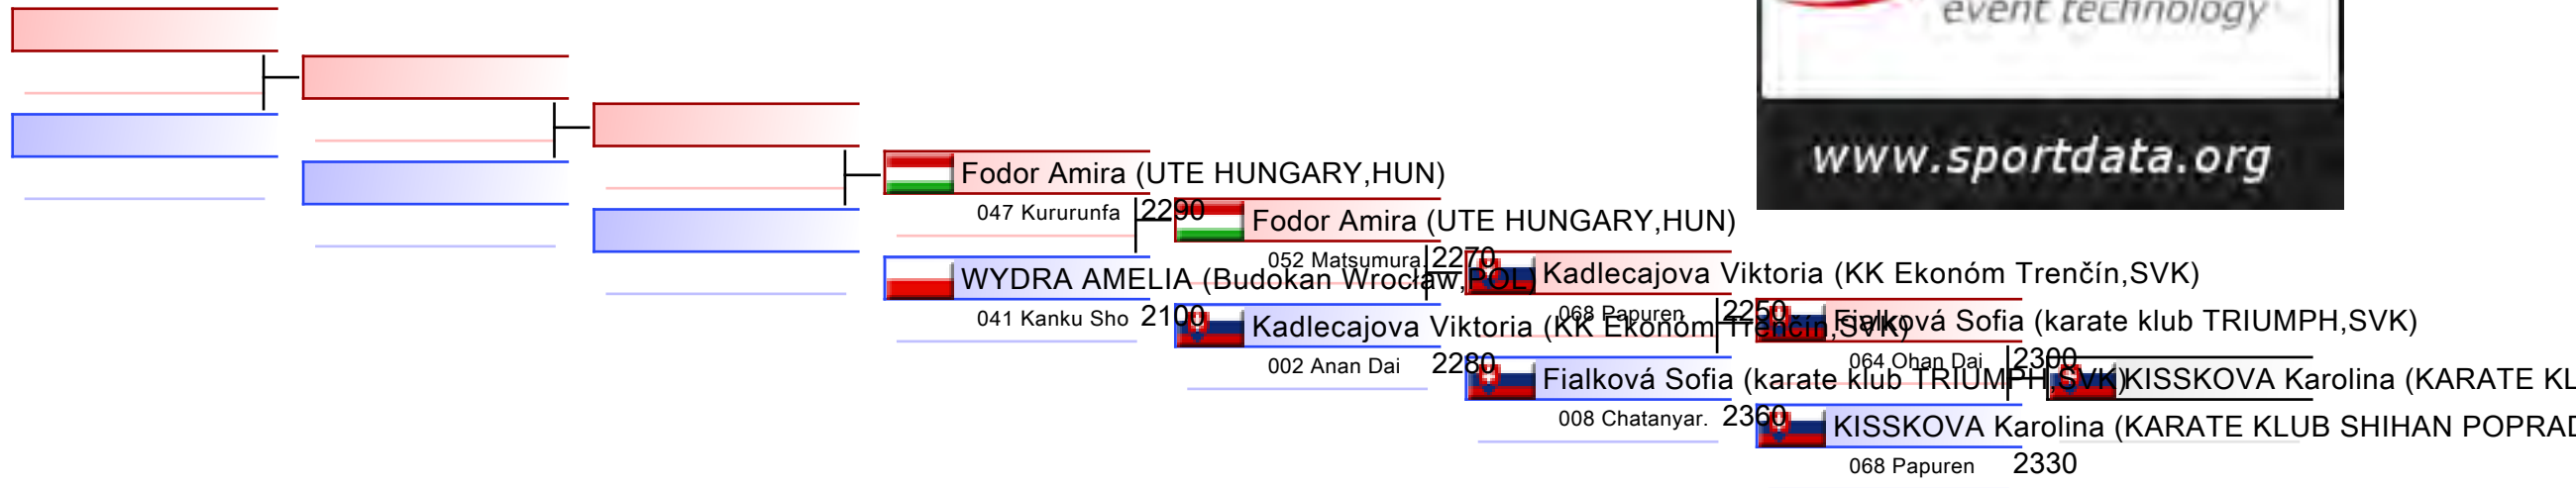 event technology
www.sportdata.org
Fodor Amira (UTE HUNGARY,HUN)
047 Kururunfa 2290
WYDRA AMELIA (Budokan Wrocław,POL)
041 Kanku Sho 2100
Fodor Amira (UTE HUNGARY,HUN)
052 Matsumura. 2270
Kadlecajova Viktoria (KK Ekonóm Trenčín,SVK)
002 Anan Dai 2280
Kadlecajova Viktoria (KK Ekonóm Trenčín,SVK)
068 Papuren 2250
Fialková Sofia (karate klub TRIUMPH,SVK)
008 Chatanyar. 2360
Fialková Sofia (karate klub TRIUMPH,SVK)
064 Ohan Dai 2300
KISSKOVA Karolina (KARATE KLUB SHIHAN POPRAD
068 Papuren 2330
KISSKOVA Karolina (KARATE KL